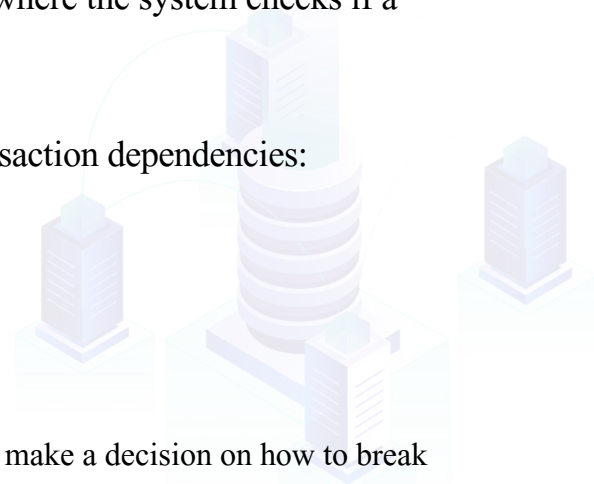 where the system checks if a
saction dependencies:
make a decision on how to break